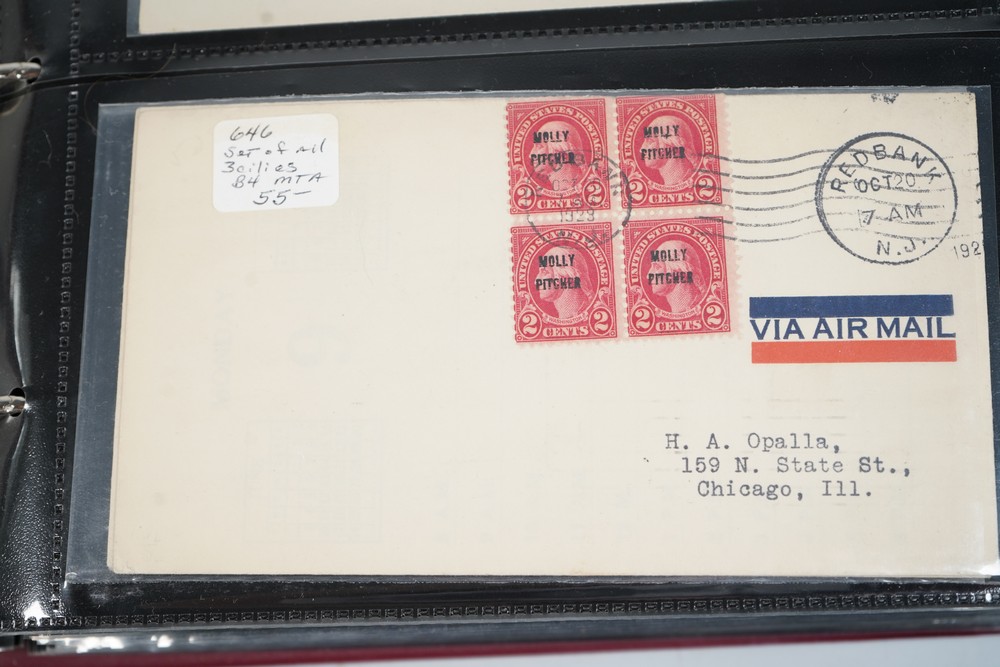 646
Set of all
3
B4 MTA
55—
UNITED STATES POSTAGE
MOLLY
PITCHER
2 CENTS 2
UNITED STATES POSTAGE
MOLLY
PITCHER
2 CENTS 2
UNITED STATES POSTAGE
MOLLY
PITCHER
2 CENTS 2
UNITED STATES POSTAGE
MOLLY
PITCHER
2 CENTS 2
1928
RED BANK
OCT 20
7 AM
N.J.
192
VIA AIR MAIL
H. A. Opalla,
159 N. State St.,
Chicago, Ill.